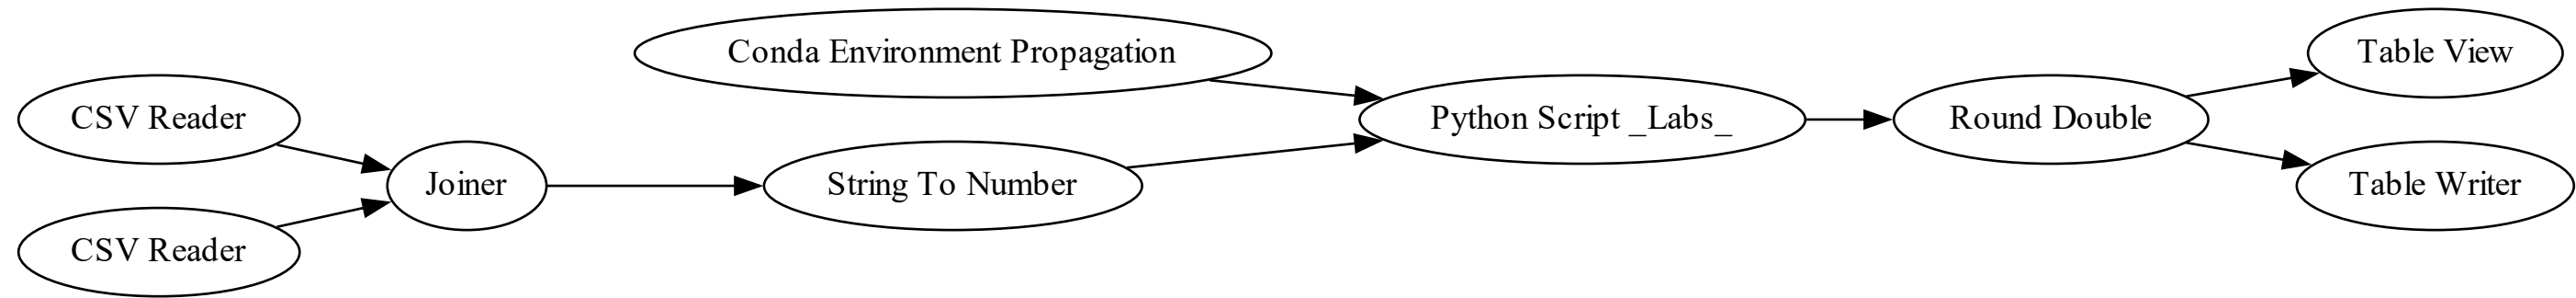 CSV Reader
CSV Reader
Joiner
Conda Environment Propagation
String To Number
Python Script _Labs_
Round Double
Table View
Table Writer